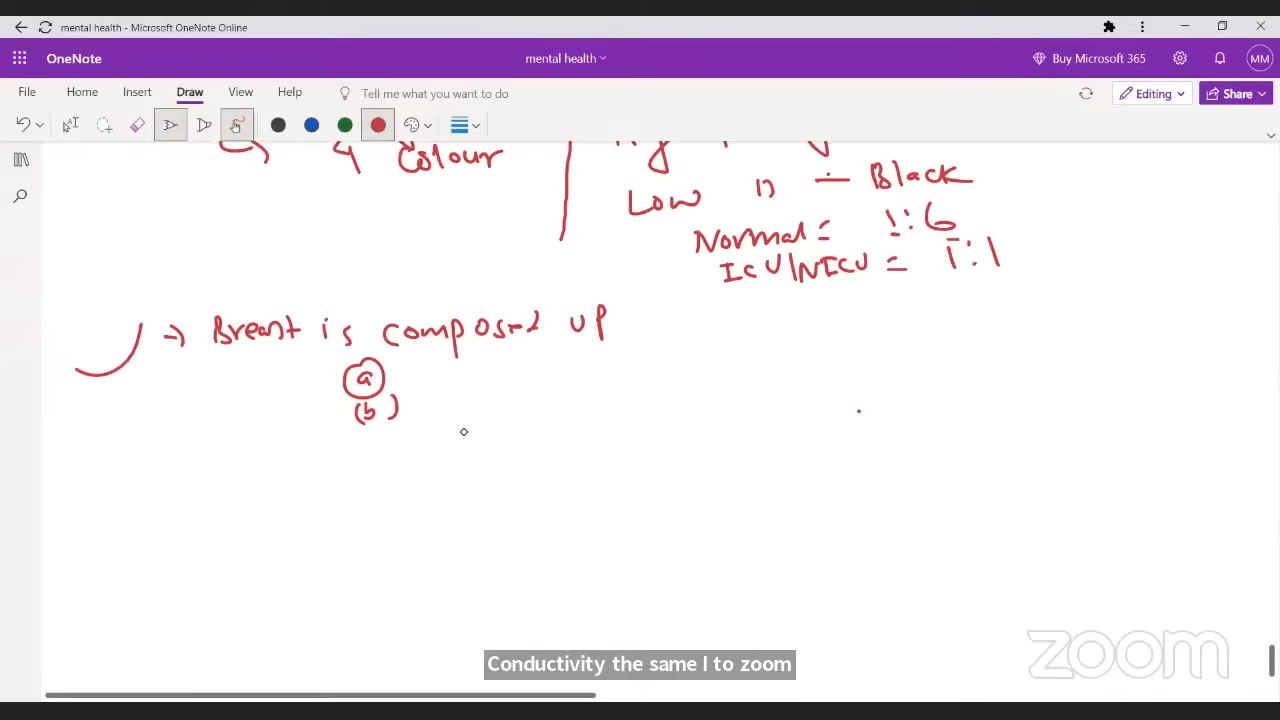 mental health - Microsoft OneNote Online
OneNote
mental health
Buy Microsoft 365
MM
File Home Insert Draw View Help Tell me what you want to do
Editing
Share
Colour
Low 11 - Black
Normal = 1:6
ICU/NICU = 1:1
→ Breast is composed up
a
(b)
Conductivity the same I to zoom
zoom